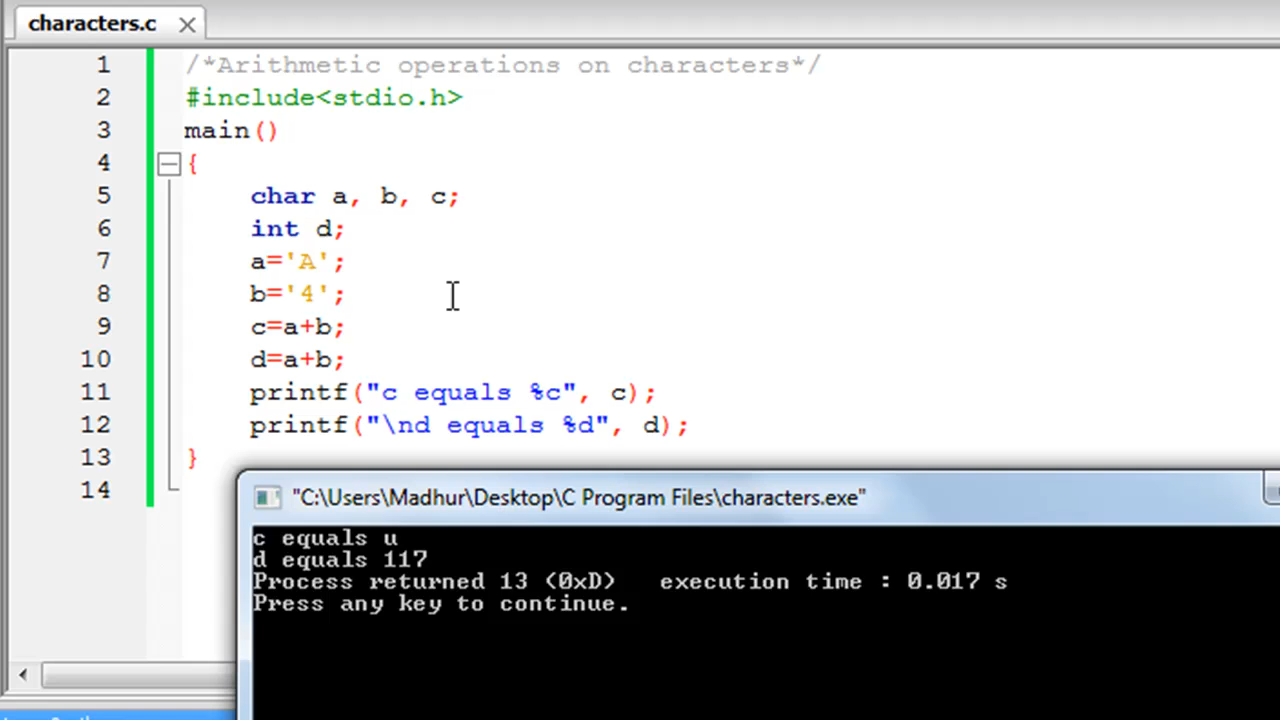 characters.c
1 /*Arithmetic operations on characters*/
2 #include<stdio.h>
3 main()
4 {
5 char a, b, c;
6 int d;
7 a='A';
8 b='4';
9 c=a+b;
10 d=a+b;
11 printf("c equals %c", c);
12 printf("\nd equals %d", d);
13 }
14
"C:\Users\Madhur\Desktop\C Program Files\characters.exe"
c equals u
d equals 117
Process returned 13 (0xD)   execution time : 0.017 s
Press any key to continue.